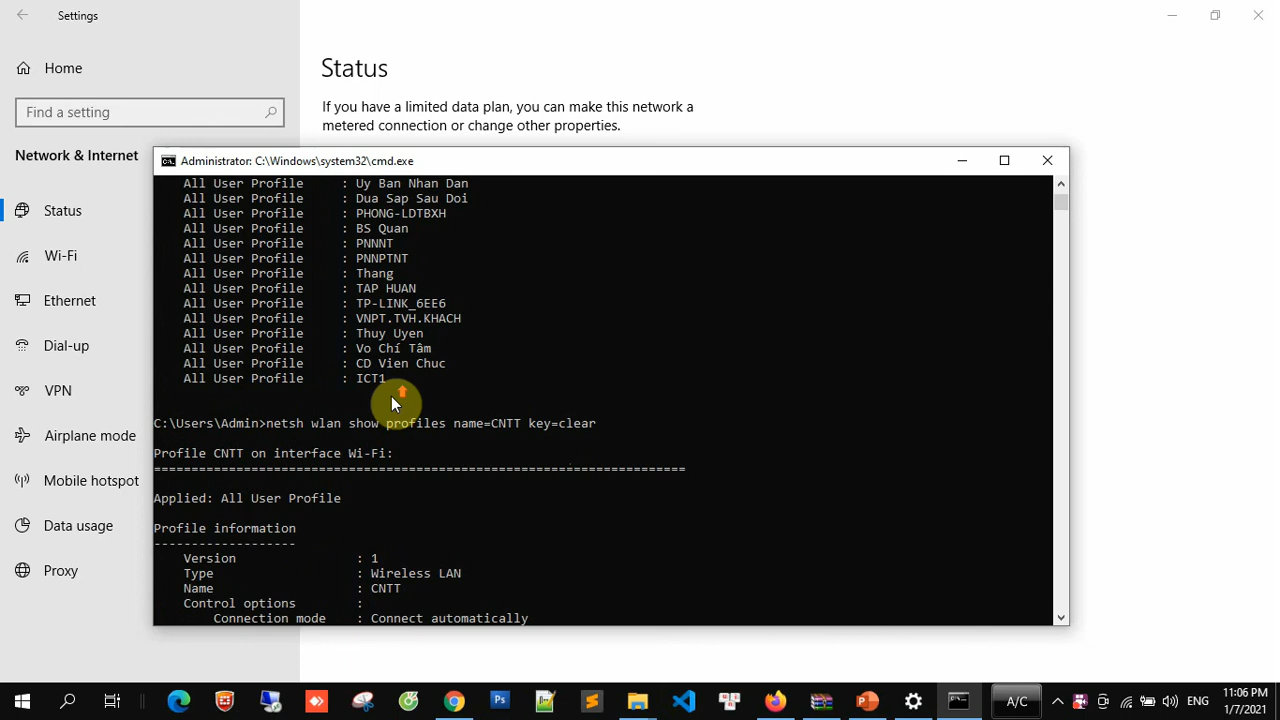 Settings
Home
Find a setting
Network & Internet
Status
Wi-Fi
Ethernet
Dial-up
VPN
Airplane mode
Mobile hotspot
Data usage
Proxy
Status
If you have a limited data plan, you can make this network a
metered connection or change other properties.
Administrator: C:\Windows\system32\cmd.exe
All User Profile : Uy Ban Nhan Dan
All User Profile : Dua Sap Sau Doi
All User Profile : PHONG-LDTBXH
All User Profile : BS Quan
All User Profile : PNNNT
All User Profile : PNNPTNT
All User Profile : Thang
All User Profile : TAP HUAN
All User Profile : TP-LINK_6EE6
All User Profile : VNPT.TVH.KHACH
All User Profile : Thuy Uyen
All User Profile : Vo Chí Tâm
All User Profile : CD Vien Chuc
All User Profile : ICT1
C:\Users\Admin>netsh wlan show profiles name=CNTT key=clear
Profile CNTT on interface Wi-Fi:
=======================================================================
Applied: All User Profile
Profile information
-------------------
Version : 1
Type : Wireless LAN
Name : CNTT
Control options :
Connection mode : Connect automatically
Ps
A/C
ENG
11:06 PM
1/7/2021